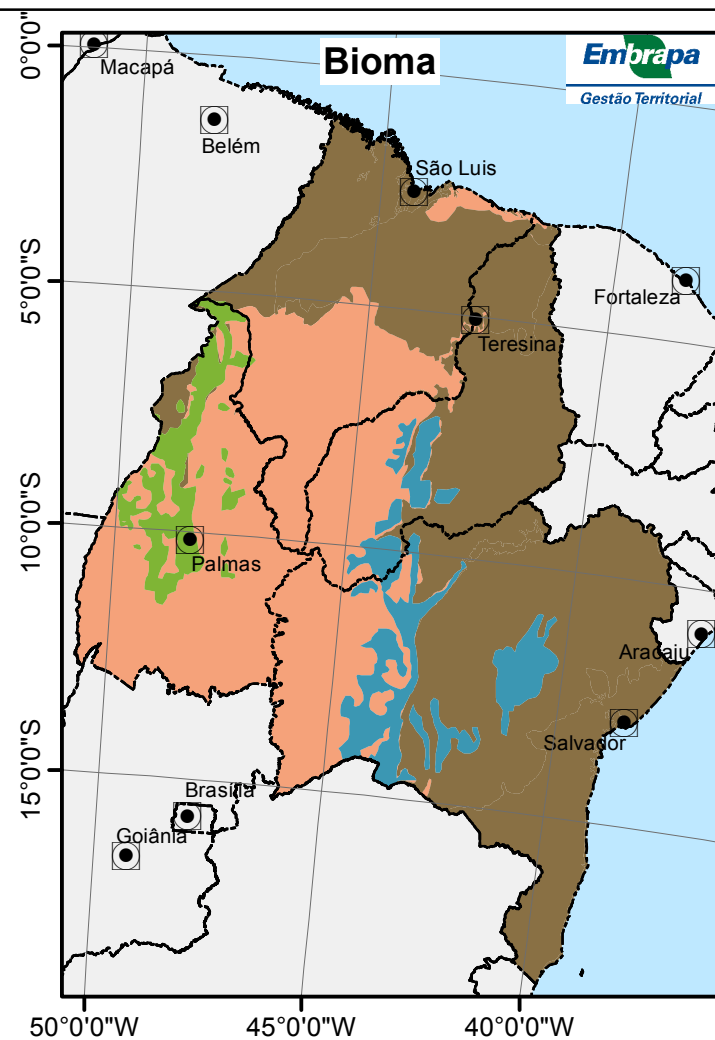 Bioma
Embrapa
Gestão Territorial
0°0'0"
5°0'0"S
10°0'0"S
15°0'0"S
Macapá
Belém
São Luis
Fortaleza
Teresina
Palmas
Aracaju
Salvador
Brasília
Goiânia
50°0'0"W
45°0'0"W
40°0'0"W